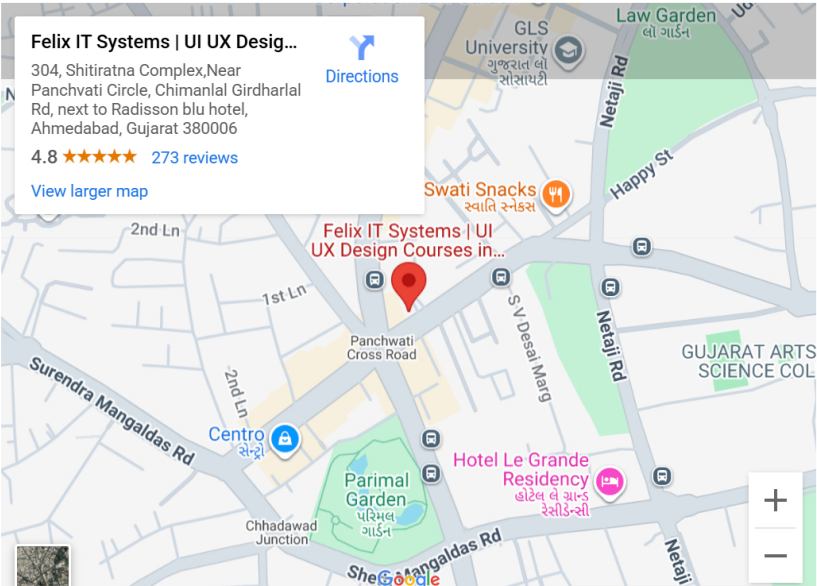 Felix IT Systems | UI UX Desig...
304, Shitiratna Complex,Near
Panchvati Circle, Chimanlal Girdharlal
Rd, next to Radisson blu hotel,
Ahmedabad, Gujarat 380006
4.8
273 reviews
View larger map
Directions
GLS
University
ગુજરાત લૉ
સોસાયટી
Law Garden
લૉ ગાર્ડન
Netaji Rd
Happy St
Swati Snacks
સ્વાતિ સ્નેક્સ
2nd Ln
Felix IT Systems | UI
UX Design Courses in...
1st Ln
S V Desai Marg
Netaji Rd
Panchwati
Cross Road
GUJARAT ARTS
SCIENCE COL
Surendra Mangaldas Rd
2nd Ln
Centro
સેન્ટ્રો
Parimal
Garden
પરિમલ
ગાર્ડન
Hotel Le Grande
Residency
હોટેલ લે ગ્રાન્ડ
રેસીડેન્સી
Chhadawad
Junction
Mangaldas Rd
Netaji
Google